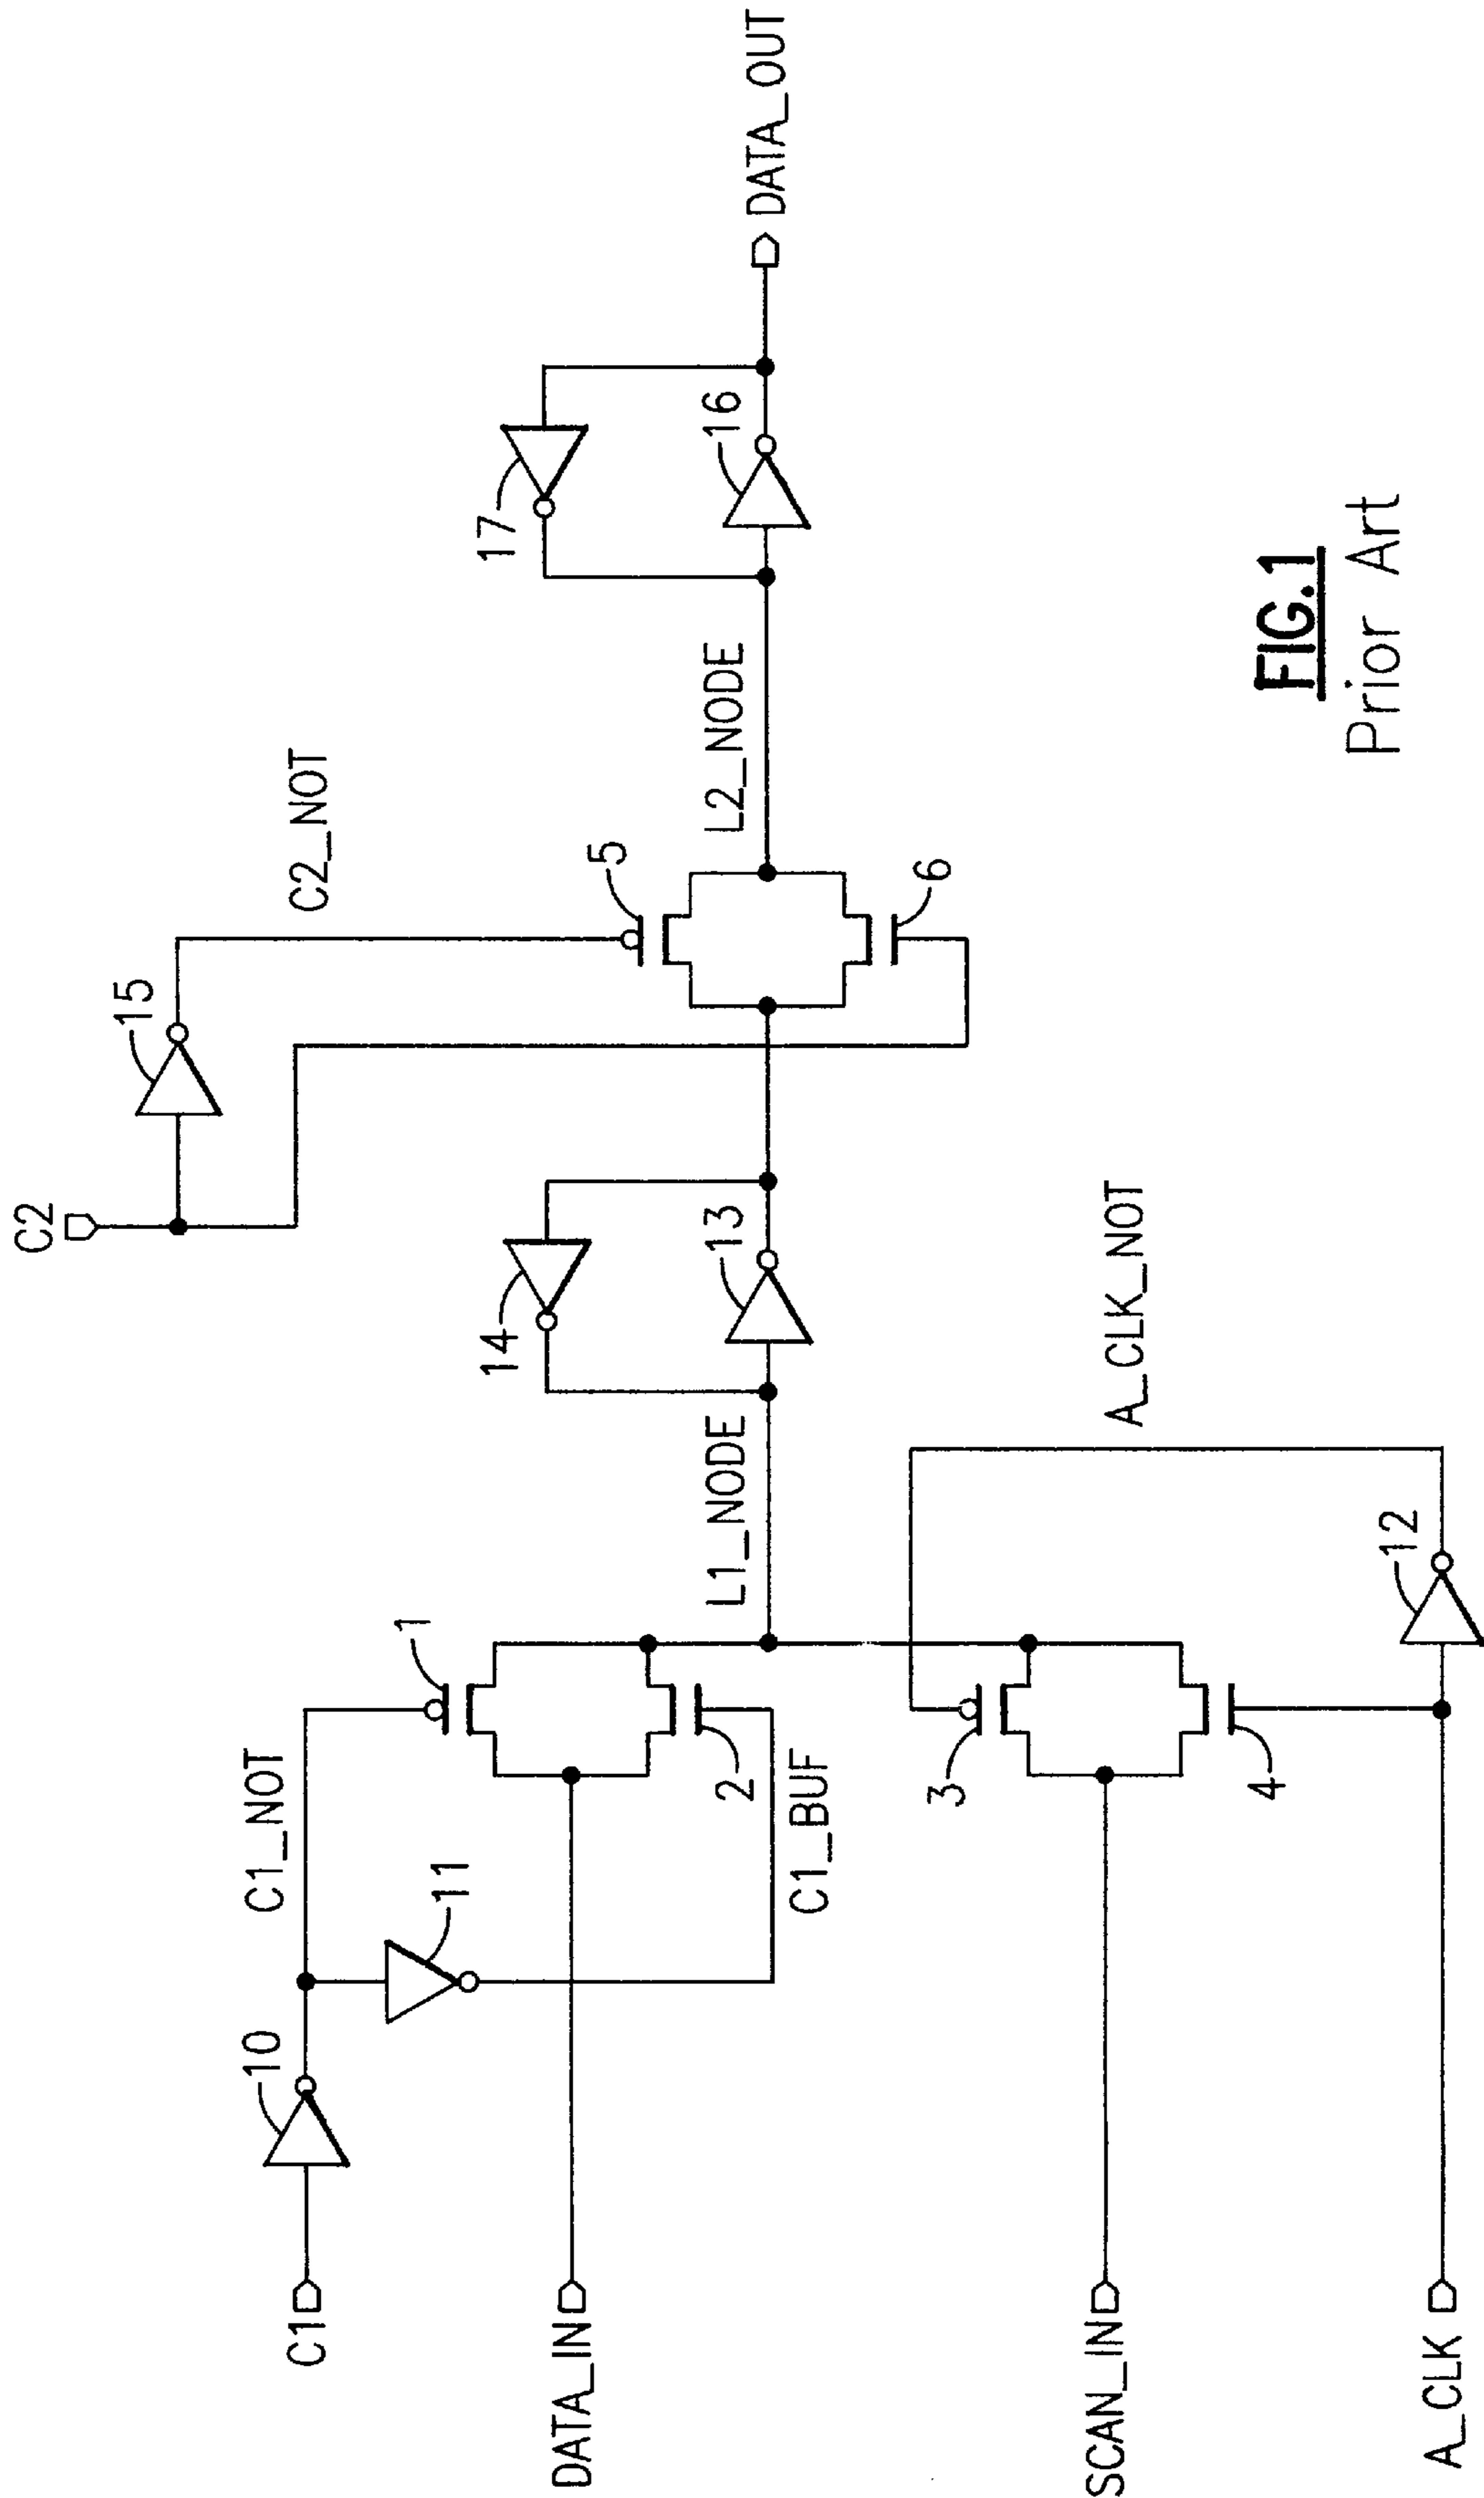 C2
15
C2_NOT
C1
10
C1_NOT
11
1
14
17
DATA_IN
2
L1_NODE
13
5
L2_NODE
16
DATA_OUT
C1_BUF
6
3
A_CLK_NOT
SCAN_IN
4
12
A_CLK
FIG.1
Prior Art